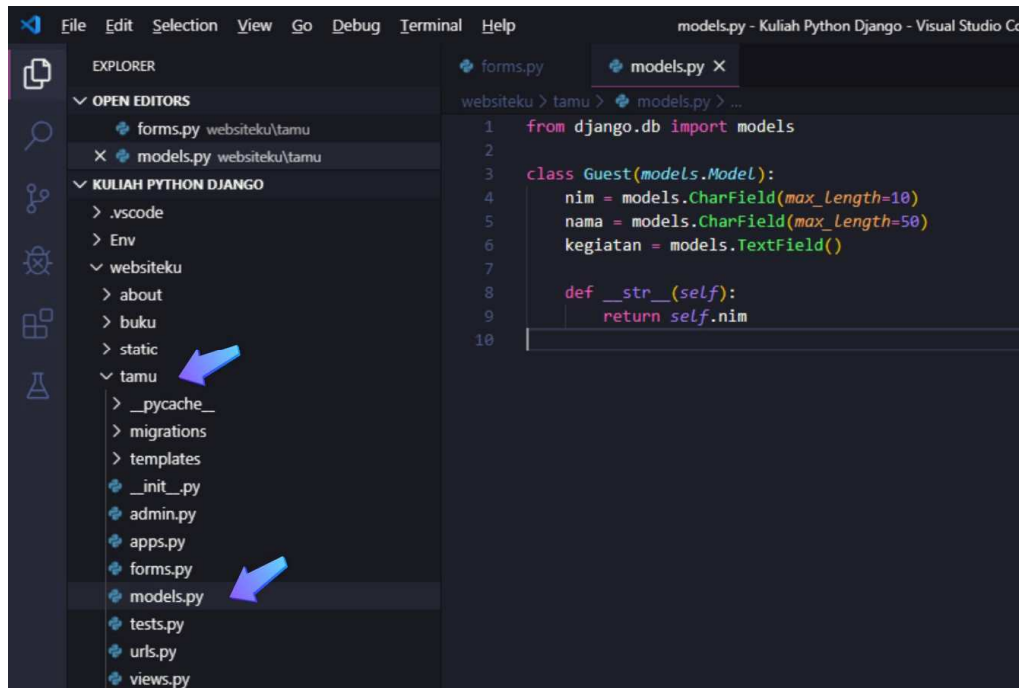 File Edit Selection View Go Debug Terminal Help models.py - Kuliah Python Django - Visual Studio
EXPLORER
OPEN EDITORS
forms.py websiteku\tamu
models.py websiteku\tamu
KULIAH PYTHON DJANGO
.vscode
Env
websiteku
about
buku
static
tamu
__pycache__
migrations
templates
__init__.py
admin.py
apps.py
forms.py
models.py
tests.py
urls.py
views.py
forms.py models.py
websiteku > tamu > models.py > ...
1 from django.db import models
2
3 class Guest(models.Model):
4 nim = models.CharField(max_length=10)
5 nama = models.CharField(max_length=50)
6 kegiatan = models.TextField()
7
8 def __str__(self):
9 return self.nim
10